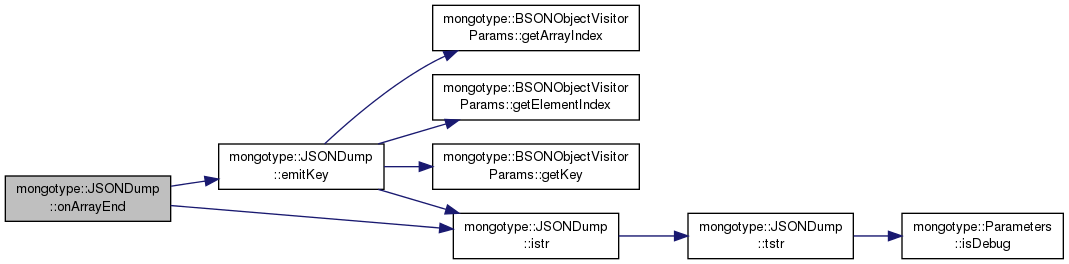 mongotype::BSONObjectVisitor
Params::getArrayIndex
mongotype::BSONObjectVisitor
Params::getElementIndex
mongotype::JSONDump
::emitKey
mongotype::BSONObjectVisitor
Params::getKey
mongotype::JSONDump
::onArrayEnd
mongotype::JSONDump
::istr
mongotype::JSONDump
::tstr
mongotype::Parameters
::isDebug